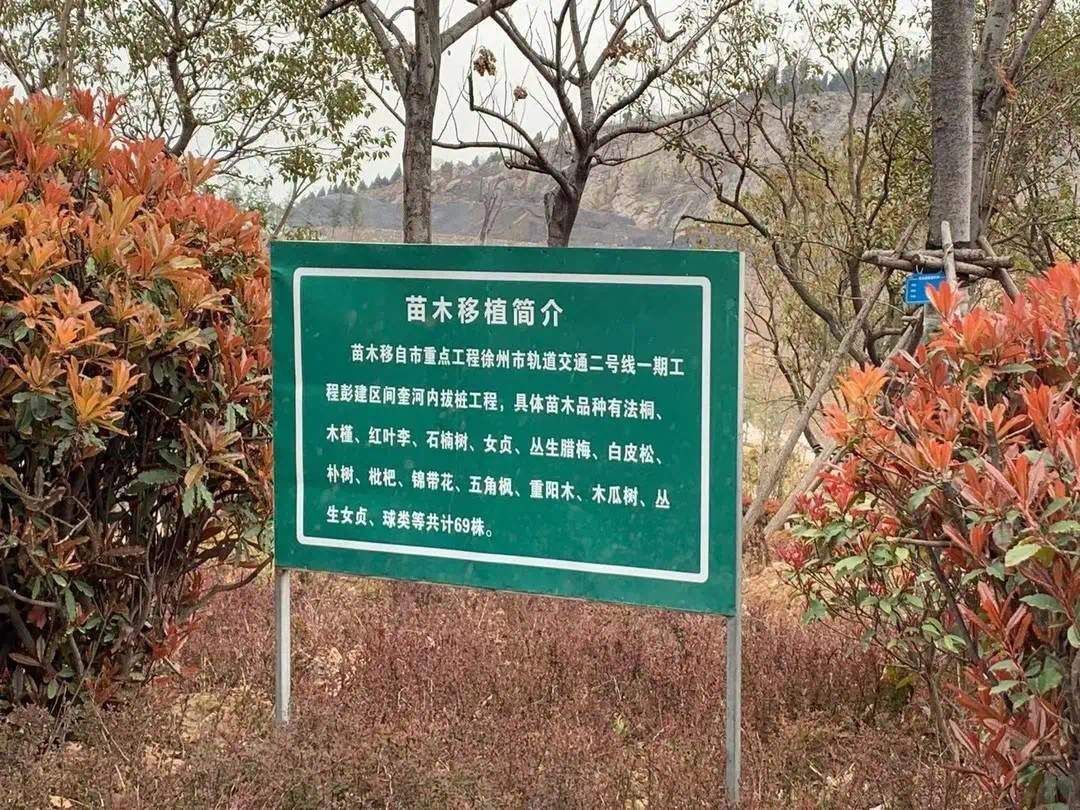 苗木移植简介
苗木移自市重点工程徐州市轨道交通二号线一期工
程彭建区间奎河内拔桩工程，具体苗木品种有法桐、
木槿、红叶李、石楠树、女贞、丛生腊梅、白皮松、
朴树、枇杷、锦带花、五角枫、重阳木、木瓜树、丛
生女贞、球类等共计69株。